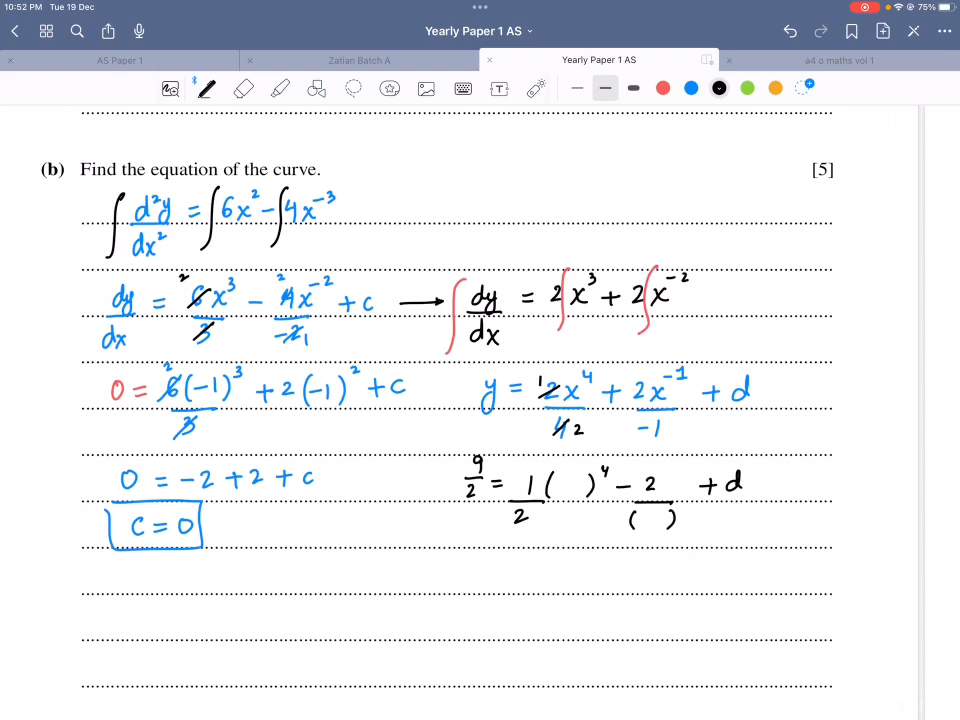 10:52 PM Tue 19 Dec
75%
Yearly Paper 1 AS
AS Paper 1
Zatian Batch A
Yearly Paper 1 AS
a4 o maths vol 1
(b) Find the equation of the curve. [5]
∫ d²y/dx² = ∫6x² - ∫4x⁻³
dy/dx = 6x³/3 - 4x⁻²/-2 + c → ∫ dy/dx = 2∫x³ + 2∫x⁻²
0 = 6(-1)³/3 + 2(-1)² + c
y = 2x⁴/4 + 2x⁻¹/-1 + d
0 = -2 + 2 + c
9/2 = 1/2( )⁴ - 2/( ) + d
c = 0